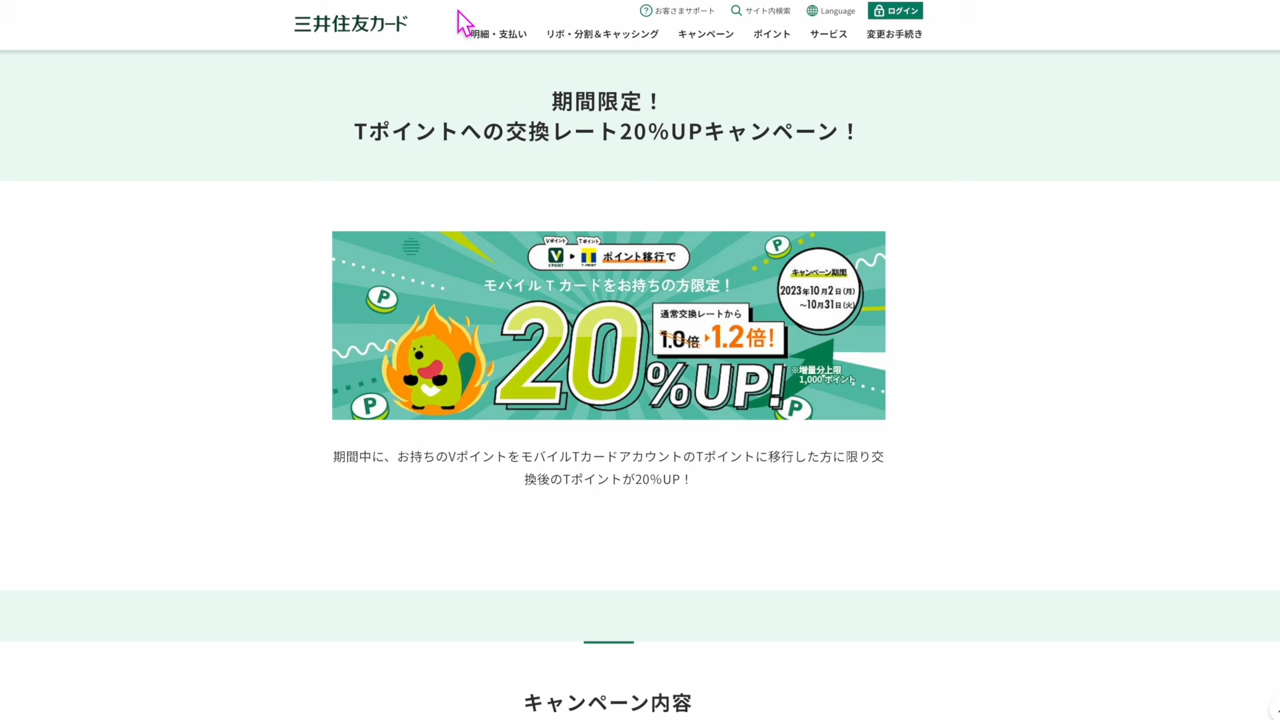 三井住友カード
お客さまサポート
サイト内検索
Language
ログイン
明細・支払い
リボ・分割&キャッシング
キャンペーン
ポイント
サービス
変更お手続き
期間限定！
Tポイントへの交換レート20%UPキャンペーン！
Vポイント
Tポイント
V
T
V POINT
T-POINT
ポイント移行で
モバイルTカードをお持ちの方限定！
キャンペーン期間
2023年10月2日(月)
～10月31日(火)
通常交換レートから
1.0倍 1.2倍!
20%UP!
※増量分上限
1,000ポイント
P
P
P
P
期間中に、お持ちのVポイントをモバイルTカードアカウントのTポイントに移行した方に限り交
換後のTポイントが20%UP！
キャンペーン内容